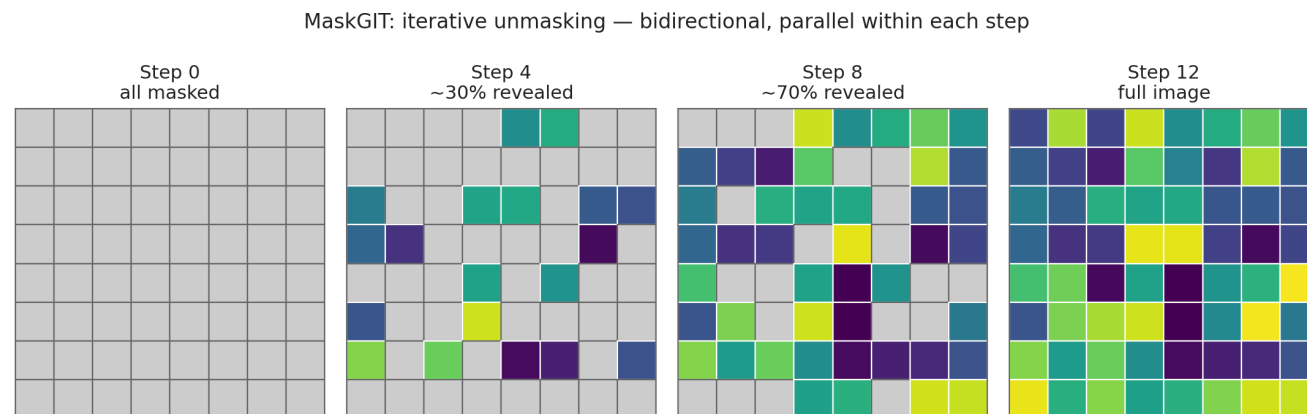 MaskGIT: iterative unmasking — bidirectional, parallel within each step
Step 0
all masked
Step 4
~30% revealed
Step 8
~70% revealed
Step 12
full image